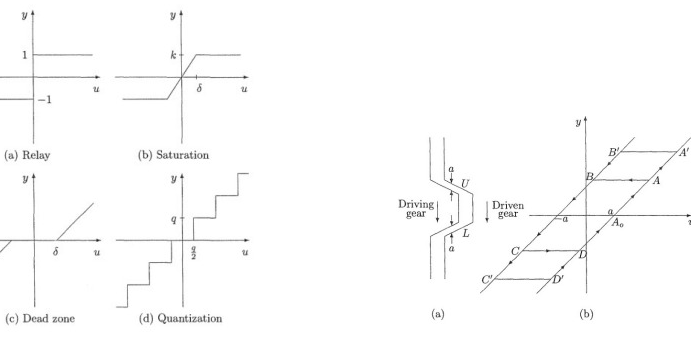 y
1
u
−1
(a) Relay
y
k
δ
u
(b) Saturation
y
δ
u
(c) Dead zone
y
q
q/2
u
(d) Quantization
a
U
Driving
gear
Driven
gear
L
a
(a)
y
B′
A′
B
A
−a
a
A₀
C
D
C′
D′
(b)